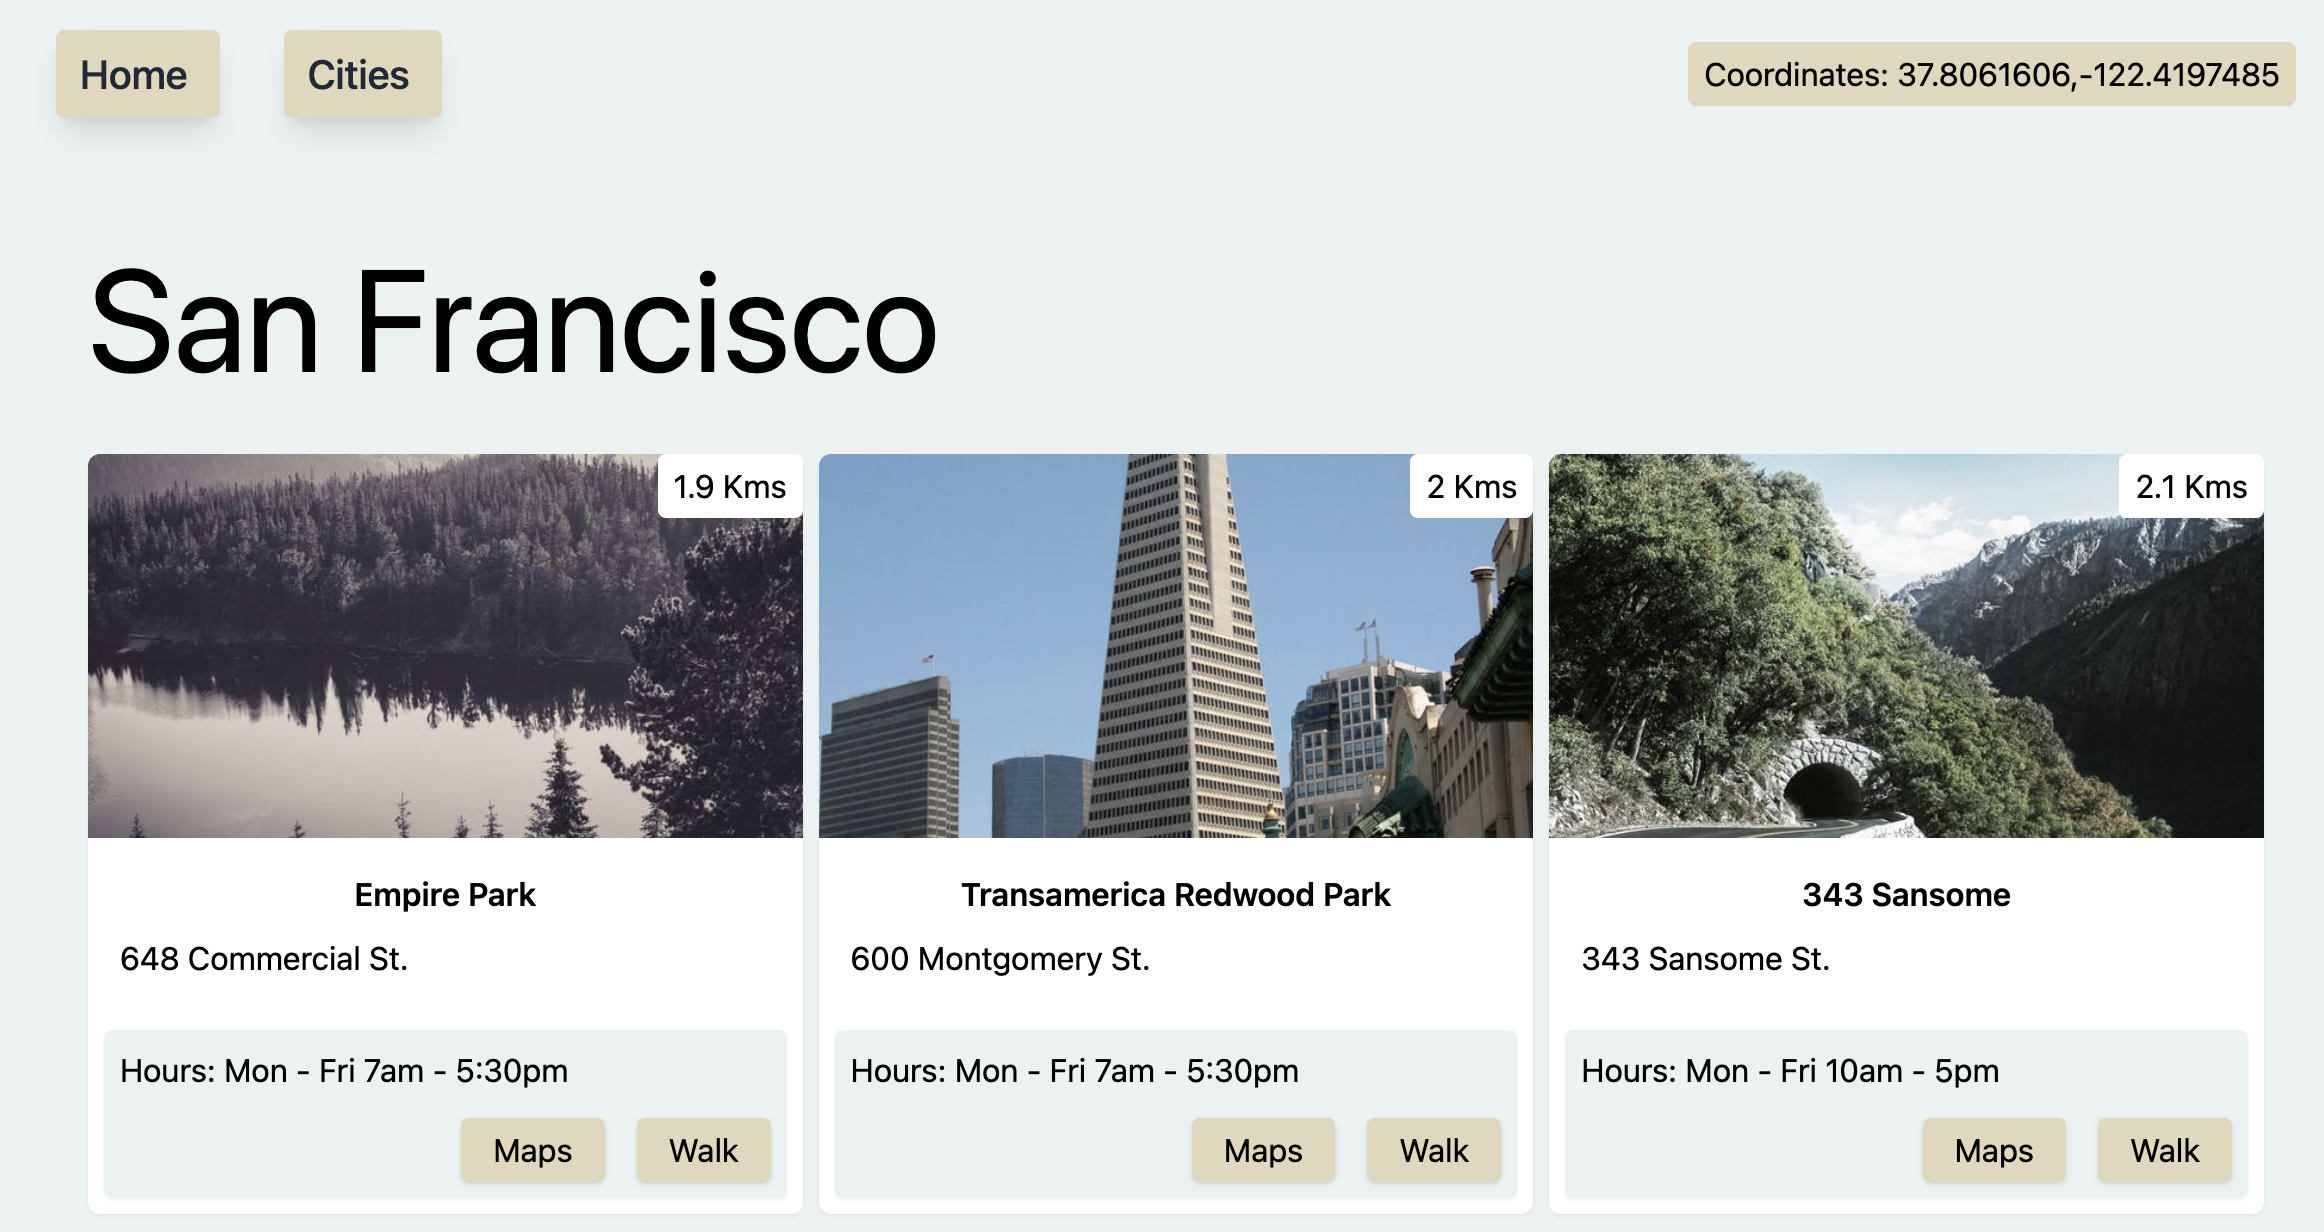 Home
Cities
Coordinates: 37.8061606,-122.4197485
San Francisco
1.9 Kms
Empire Park
648 Commercial St.
Hours: Mon - Fri 7am - 5:30pm
Maps
Walk
2 Kms
Transamerica Redwood Park
600 Montgomery St.
Hours: Mon - Fri 7am - 5:30pm
Maps
Walk
2.1 Kms
343 Sansome
343 Sansome St.
Hours: Mon - Fri 10am - 5pm
Maps
Walk